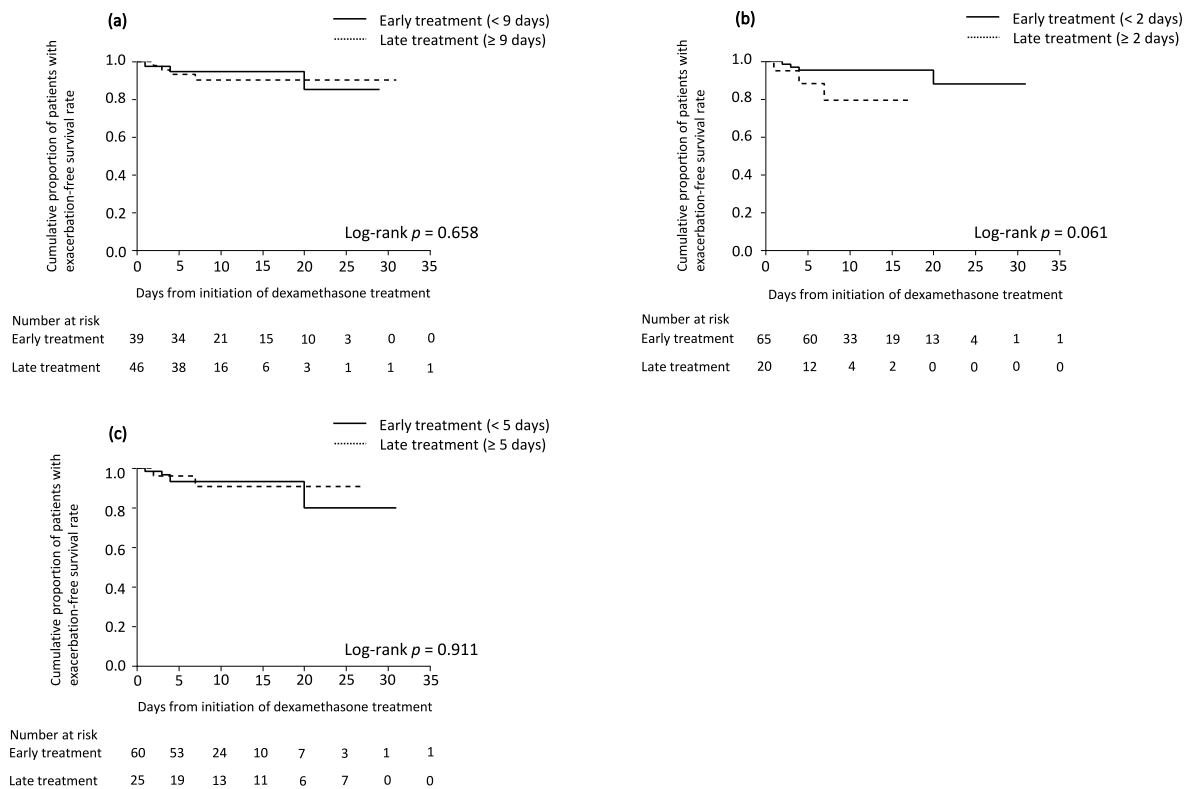 (a)
Early treatment (< 9 days)
Late treatment (≥ 9 days)
Cumulative proportion of patients with
exacerbation-free survival rate
1.0
0.8
0.6
0.4
0.2
0.0
Log-rank p = 0.658
0 5 10 15 20 25 30 35
Days from initiation of dexamethasone treatment
Number at risk
Early treatment 39 34 21 15 10 3 0 0
Late treatment 46 38 16 6 3 1 1 1
(b)
Early treatment (< 2 days)
Late treatment (≥ 2 days)
Cumulative proportion of patients with
exacerbation-free survival rate
1.0
0.8
0.6
0.4
0.2
0.0
Log-rank p = 0.061
0 5 10 15 20 25 30 35
Days from initiation of dexamethasone treatment
Number at risk
Early treatment 65 60 33 19 13 4 1 1
Late treatment 20 12 4 2 0 0 0 0
(c)
Early treatment (< 5 days)
Late treatment (≥ 5 days)
Cumulative proportion of patients with
exacerbation-free survival rate
1.0
0.8
0.6
0.4
0.2
0.0
Log-rank p = 0.911
0 5 10 15 20 25 30 35
Days from initiation of dexamethasone treatment
Number at risk
Early treatment 60 53 24 10 7 3 1 1
Late treatment 25 19 13 11 6 7 0 0